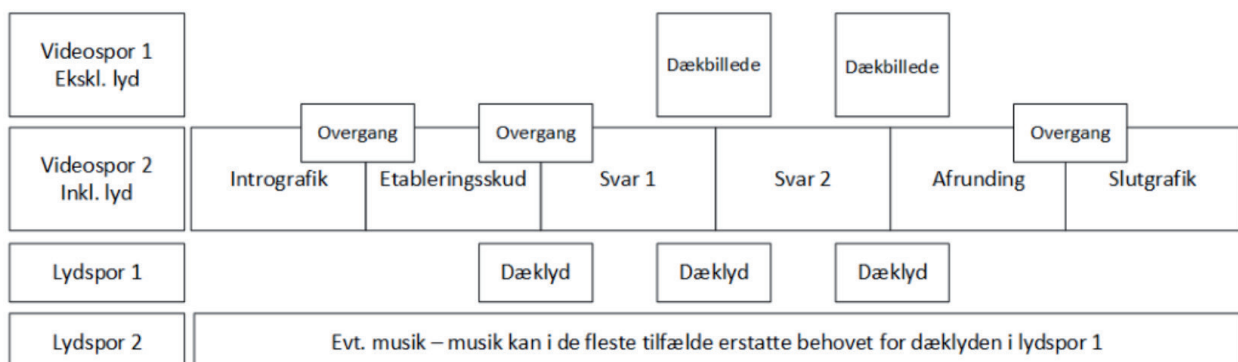 Videospor 1
Ekskl. lyd
Dækbillede
Dækbillede
Overgang
Overgang
Overgang
Videospor 2
Inkl. lyd
Intrografik
Etableringsskud
Svar 1
Svar 2
Afrunding
Slutgrafik
Lydspor 1
Dæklyd
Dæklyd
Dæklyd
Lydspor 2
Evt. musik – musik kan i de fleste tilfælde erstatte behovet for dæklyden i lydspor 1